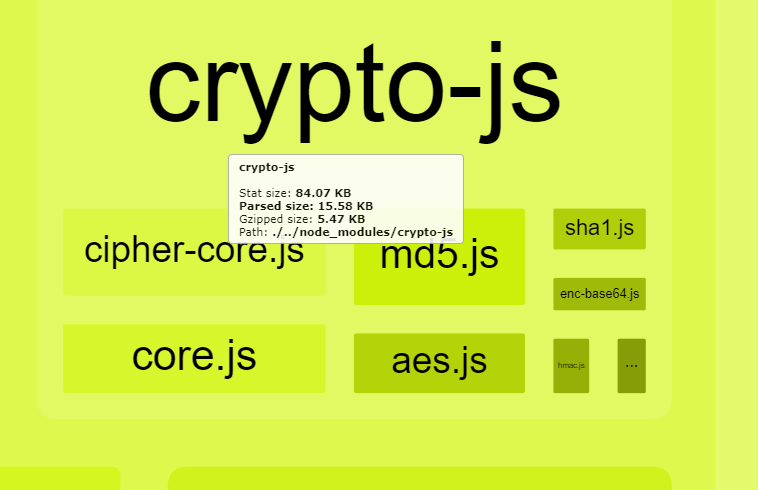 crypto-js
crypto-js
Stat size: 84.07 KB
Parsed size: 15.58 KB
Gzipped size: 5.47 KB
Path: ./../node_modules/crypto-js
cipher-core.js
md5.js
sha1.js
enc-base64.js
core.js
aes.js
hmac.js
...